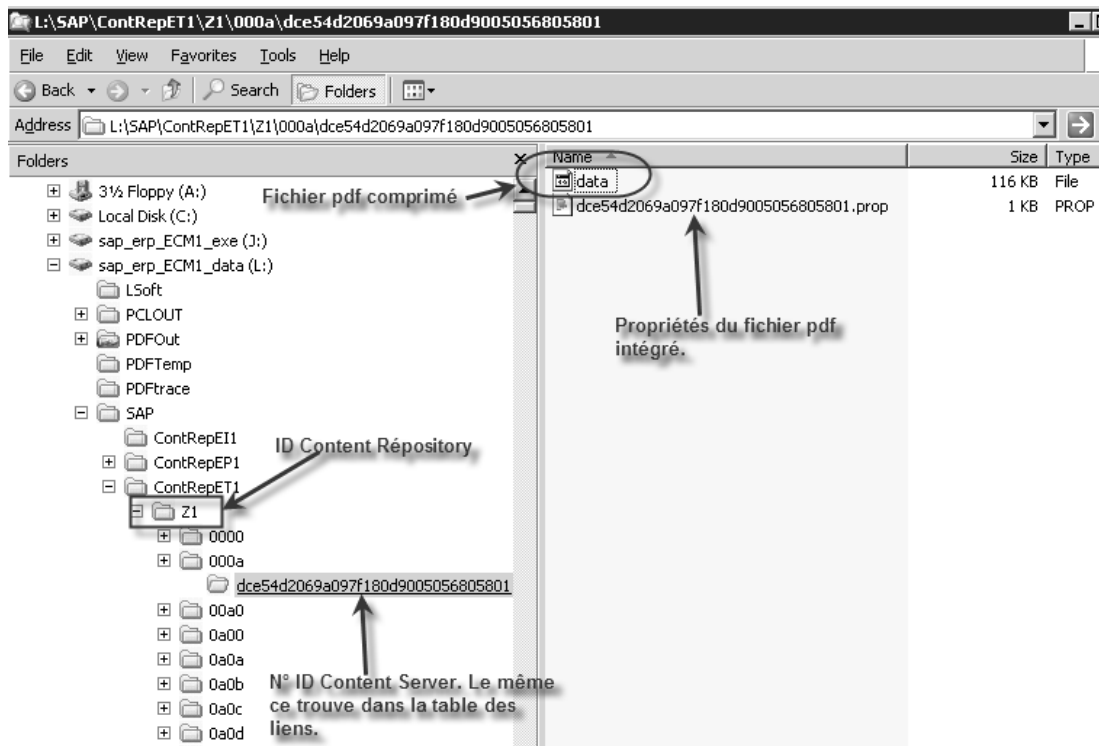 L:\SAP\ContRepET1\Z1\000a\dce54d2069a097f180d9005056805801
File Edit View Favorites Tools Help
Back Search Folders
Address L:\SAP\ContRepET1\Z1\000a\dce54d2069a097f180d9005056805801
Folders
Name Size Type
3½ Floppy (A:)
Local Disk (C:)
sap_erp_ECM1_exe (J:)
sap_erp_ECM1_data (L:)
LSoft
PCLOUT
PDFOut
PDFTemp
PDFtrace
SAP
ContRepEI1
ContRepEP1
ContRepET1
Z1
0000
000a
dce54d2069a097f180d9005056805801
00a0
0a00
0a0a
0a0b
0a0c
0a0d
Fichier pdf comprimé
data 116 KB File
dce54d2069a097f180d9005056805801.prop 1 KB PROP
Propriétés du fichier pdf
intégré.
ID Content Répository
N° ID Content Server. Le même
ce trouve dans la table des
liens.